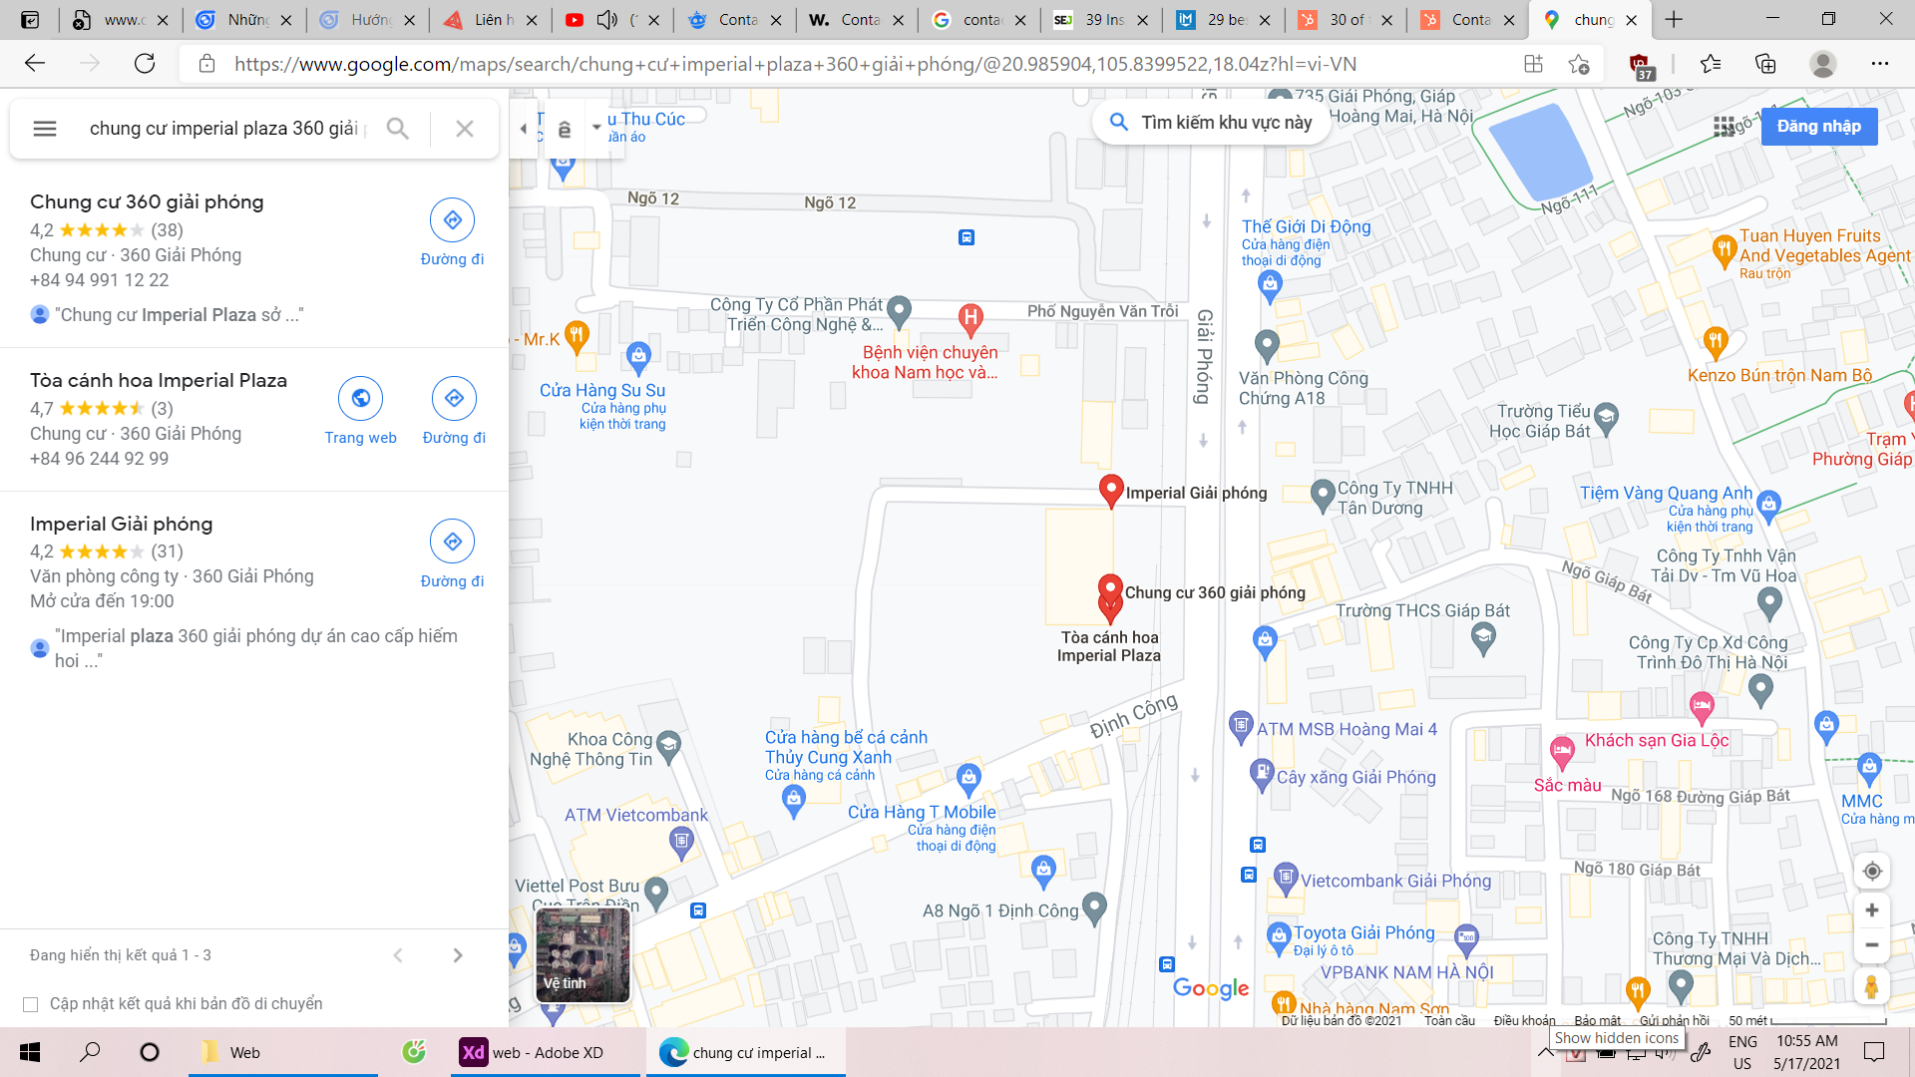 www.c
Nhữn
Hướn
Liên h
(
Conta
Conta
contac
39 Ins
29 bes
30 of
Conta
chung
https://www.google.com/maps/search/chung+cư+imperial+plaza+360+giải+phóng/@20.985904,105.8399522,18.04z?hl=vi-VN
37
chung cư imperial plaza 360 giải p
Chung cư 360 giải phóng
4,2 (38)
Chung cư · 360 Giải Phóng
+84 94 991 12 22
"Chung cư Imperial Plaza sở ..."
Đường đi
Tòa cánh hoa Imperial Plaza
4,7 (3)
Chung cư · 360 Giải Phóng
+84 96 244 92 99
Trang web
Đường đi
Imperial Giải phóng
4,2 (31)
Văn phòng công ty · 360 Giải Phóng
Mở cửa đến 19:00
"Imperial plaza 360 giải phóng dự án cao cấp hiếm
hoi ..."
Đường đi
Đang hiển thị kết quả 1 - 3
Cập nhật kết quả khi bản đồ di chuyển
u Thu Cúc
uần áo
ê
Tìm kiếm khu vực này
Đăng nhập
735 Giải Phóng, Giáp
Hoàng Mai, Hà Nội
Ngõ 103
Ngõ-111
Ngõ 12
Ngõ 12
Thế Giới Di Động
Cửa hàng điện
thoại di động
Tuan Huyen Fruits
And Vegetables Agent
Rau trộn
Công Ty Cổ Phần Phát
Triển Công Nghệ &...
Phố Nguyễn Văn Trỗi
Giải Phóng
- Mr.K
Bệnh viện chuyên
khoa Nam học và...
Cửa Hàng Su Su
Cửa hàng phụ
kiện thời trang
Văn Phòng Công
Chứng A18
Kenzo Bún trộn Nam Bộ
Trường Tiểu
Học Giáp Bát
Trạm Y
Phường Giáp
Imperial Giải phóng
Công Ty TNHH
Tân Dương
Tiệm Vàng Quang Anh
Cửa hàng phụ
kiện thời trang
Công Ty Tnhh Vận
Tải Dv - Tm Vũ Hoa
Ngõ Giáp Bát
Chung cư 360 giải phóng
Tòa cánh hoa
Imperial Plaza
Trường THCS Giáp Bát
Công Ty Cp Xd Công
Trình Đô Thị Hà Nội
Định Công
Khoa Công
Nghệ Thông Tin
Cửa hàng bể cá cảnh
Thủy Cung Xanh
Cửa hàng cá cảnh
ATM MSB Hoàng Mai 4
Khách sạn Gia Lộc
Cây xăng Giải Phóng
Sắc màu
Ngõ 168 Đường Giáp Bát
MMC
Cửa hàng m
ATM Vietcombank
Cửa Hàng T Mobile
Cửa hàng điện
thoại di động
Ngõ 180 Giáp Bát
Viettel Post Bưu
Cục Trần Điền
Vietcombank Giải Phóng
A8 Ngõ 1 Định Công
Toyota Giải Phóng
Đại lý ô tô
Công Ty TNHH
Thương Mại Và Dịch...
VPBANK NAM HÀ NỘI
Vệ tinh
Google
Nhà hàng Nam Sơn
Dữ liệu bản đồ ©2021
Toàn cầu
Điều khoản
Bảo mật
Gửi phản hồi
50 mét
Show hidden icons
Web
Xd
web - Adobe XD
chung cư imperial ...
ENG
US
10:55 AM
5/17/2021